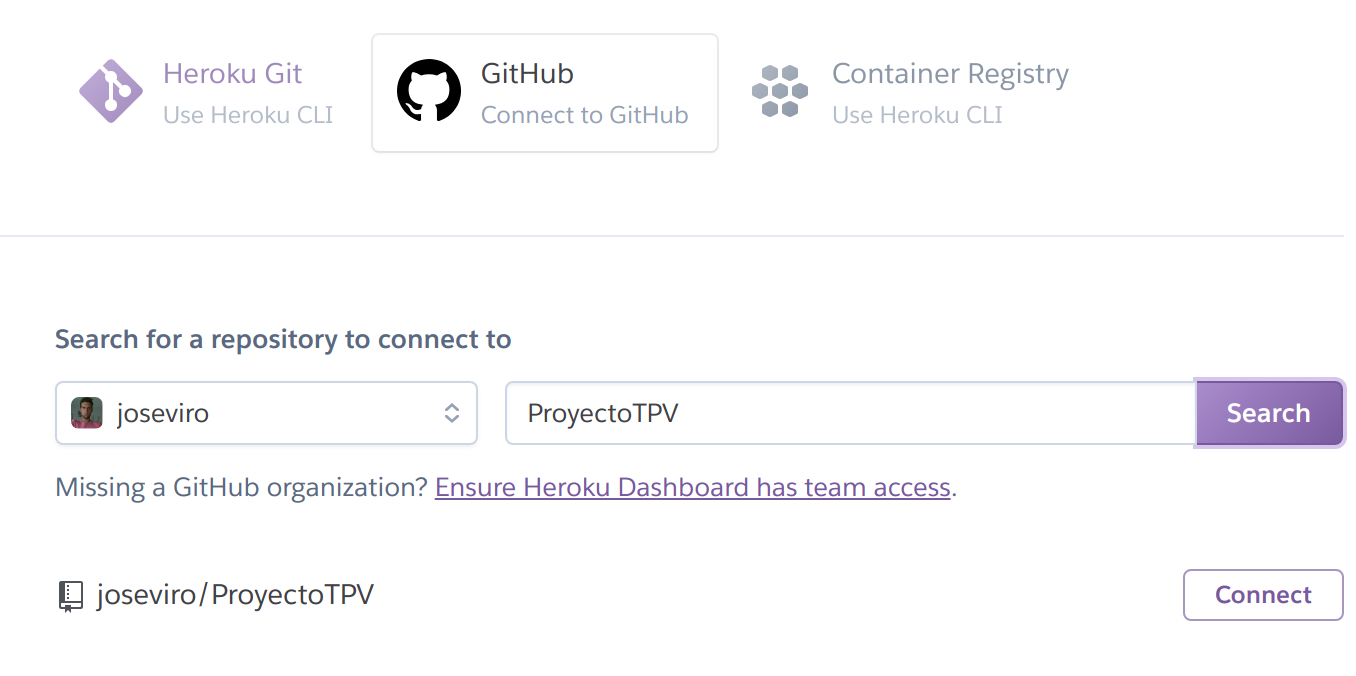 Heroku Git
Use Heroku CLI
GitHub
Connect to GitHub
Container Registry
Use Heroku CLI
Search for a repository to connect to
joseviro
ProyectoTPV
Search
Missing a GitHub organization? Ensure Heroku Dashboard has team access.
joseviro/ProyectoTPV
Connect